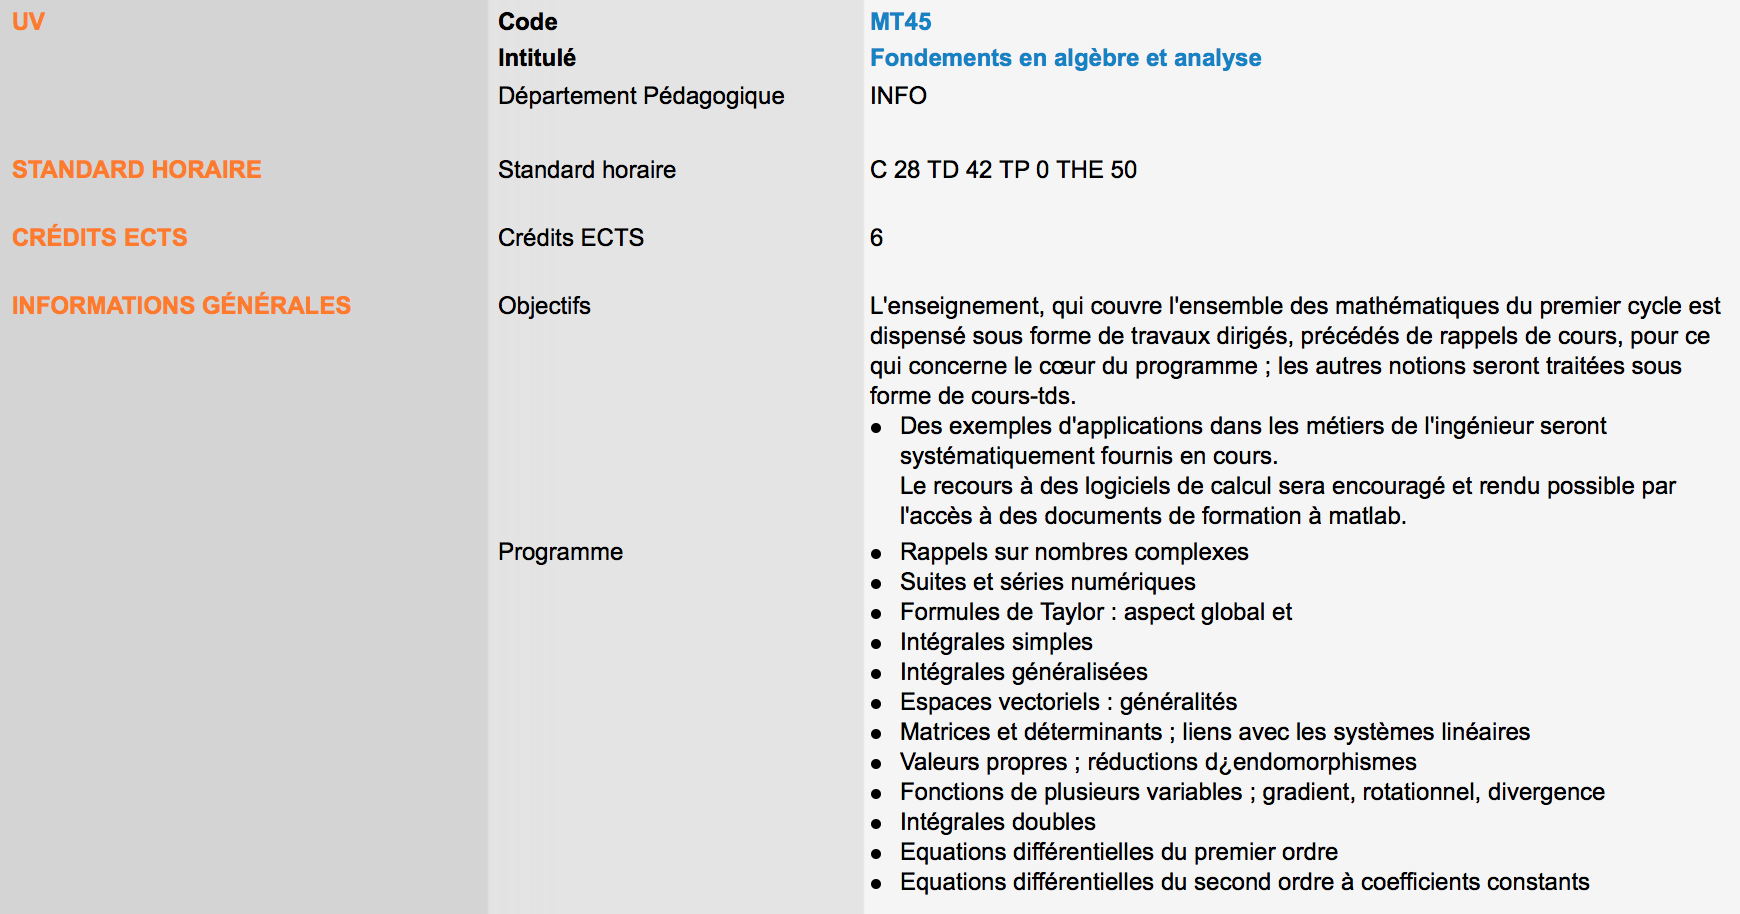 UV Code MT45
Intitulé Fondements en algèbre et analyse
Département Pédagogique INFO
STANDARD HORAIRE Standard horaire C 28 TD 42 TP 0 THE 50
CRÉDITS ECTS Crédits ECTS 6
INFORMATIONS GÉNÉRALES Objectifs L'enseignement, qui couvre l'ensemble des mathématiques du premier cycle est
dispensé sous forme de travaux dirigés, précédés de rappels de cours, pour ce
qui concerne le cœur du programme ; les autres notions seront traitées sous
forme de cours-tds.
● Des exemples d'applications dans les métiers de l'ingénieur seront
systématiquement fournis en cours.
Le recours à des logiciels de calcul sera encouragé et rendu possible par
l'accès à des documents de formation à matlab.
Programme ● Rappels sur nombres complexes
● Suites et séries numériques
● Formules de Taylor : aspect global et
● Intégrales simples
● Intégrales généralisées
● Espaces vectoriels : généralités
● Matrices et déterminants ; liens avec les systèmes linéaires
● Valeurs propres ; réductions d¿endomorphismes
● Fonctions de plusieurs variables ; gradient, rotationnel, divergence
● Intégrales doubles
● Equations différentielles du premier ordre
● Equations différentielles du second ordre à coefficients constants